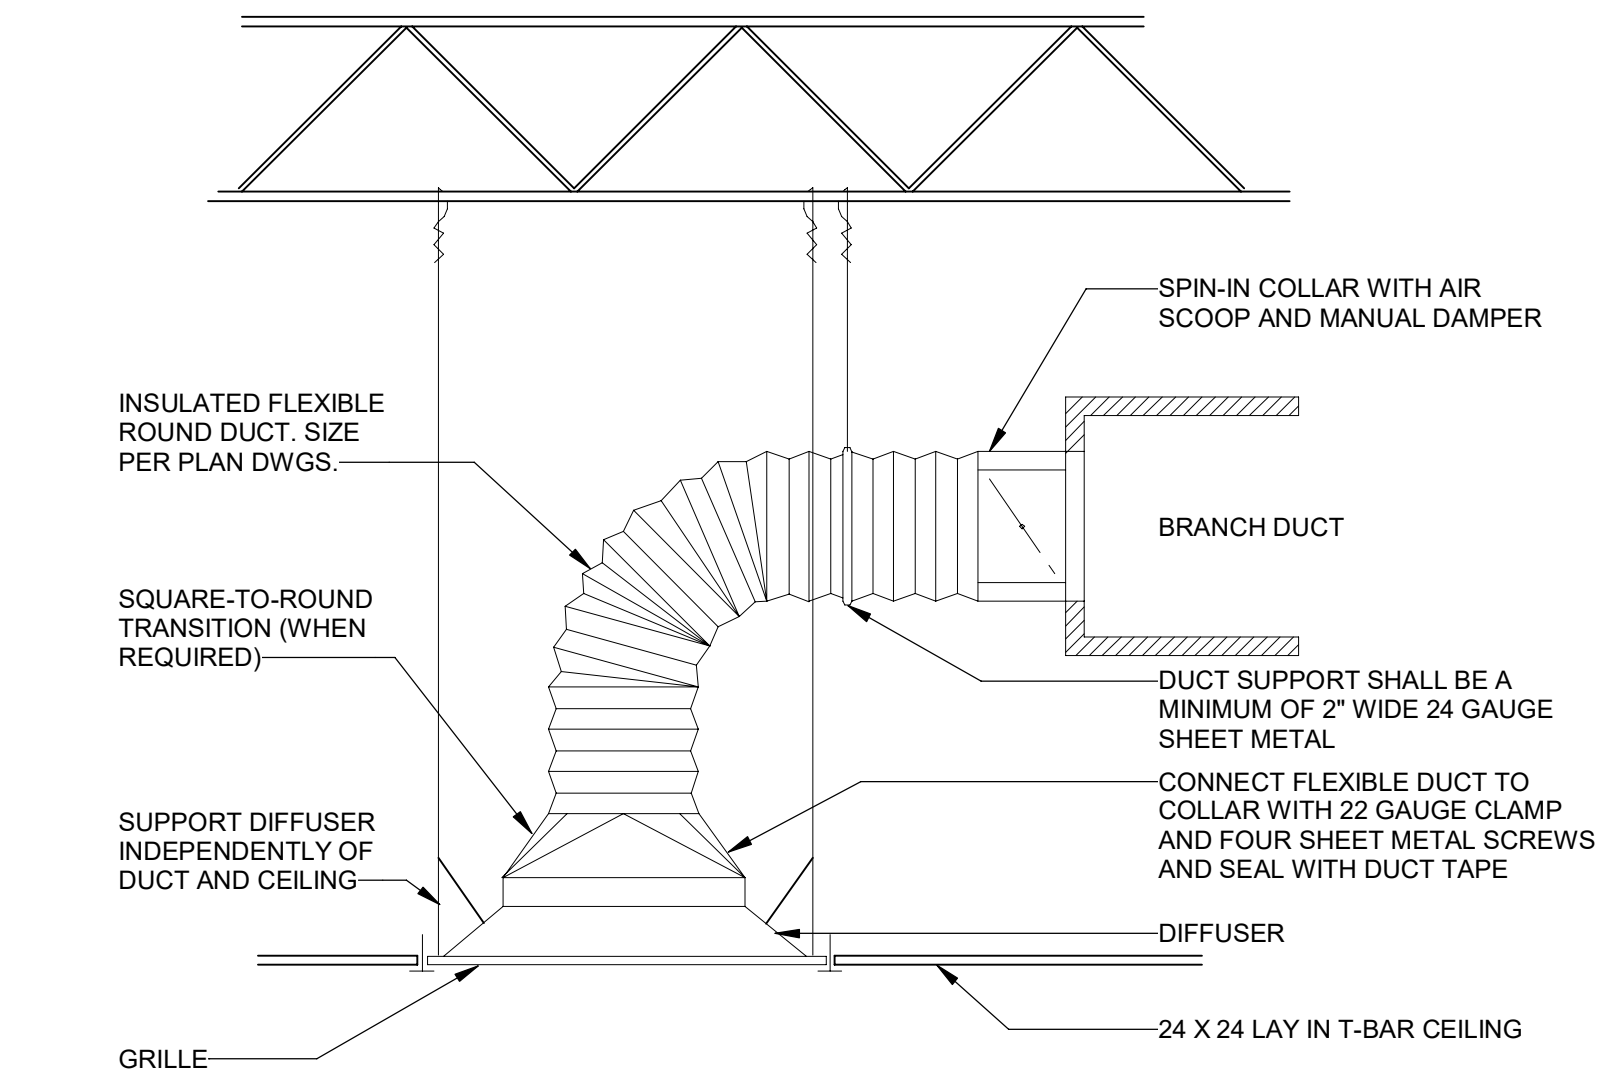 SPIN-IN COLLAR WITH AIR
SCOOP AND MANUAL DAMPER
INSULATED FLEXIBLE
ROUND DUCT. SIZE
PER PLAN DWGS.
BRANCH DUCT
SQUARE-TO-ROUND
TRANSITION (WHEN
REQUIRED)
DUCT SUPPORT SHALL BE A
MINIMUM OF 2" WIDE 24 GAUGE
SHEET METAL
CONNECT FLEXIBLE DUCT TO
COLLAR WITH 22 GAUGE CLAMP
AND FOUR SHEET METAL SCREWS
AND SEAL WITH DUCT TAPE
SUPPORT DIFFUSER
INDEPENDENTLY OF
DUCT AND CEILING
DIFFUSER
24 X 24 LAY IN T-BAR CEILING
GRILLE